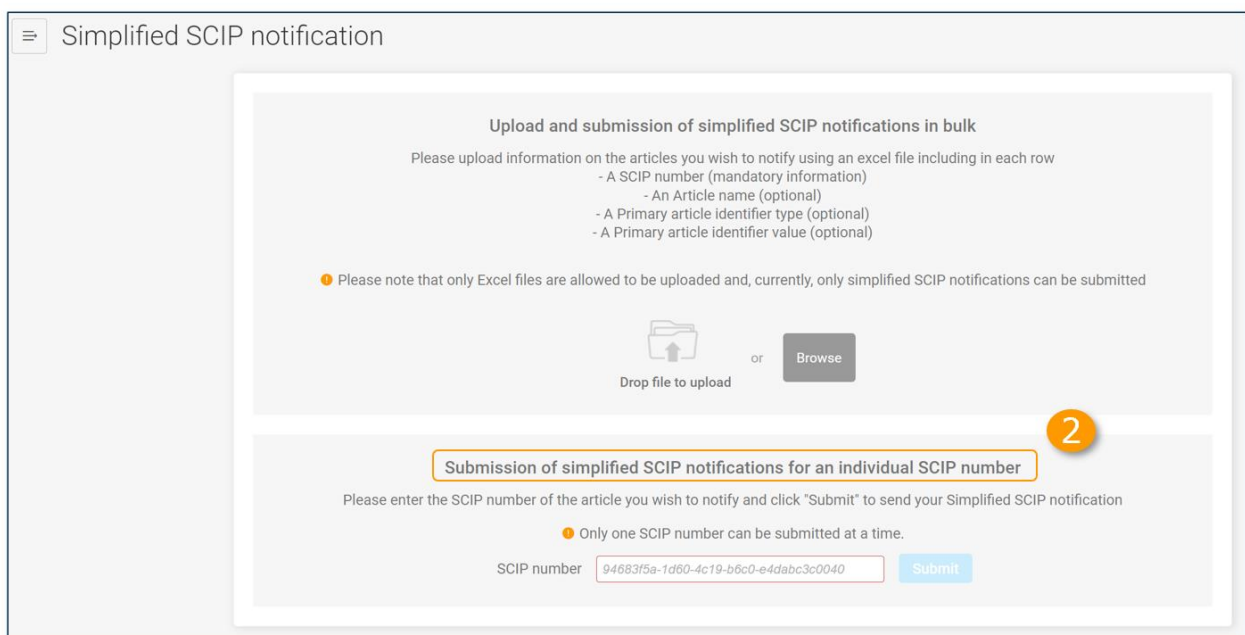 Simplified SCIP notification
Upload and submission of simplified SCIP notifications in bulk
Please upload information on the articles you wish to notify using an excel file including in each row
- A SCIP number (mandatory information)
- An Article name (optional)
- A Primary article identifier type (optional)
- A Primary article identifier value (optional)
Please note that only Excel files are allowed to be uploaded and, currently, only simplified SCIP notifications can be submitted
or
Browse
Drop file to upload
2
Submission of simplified SCIP notifications for an individual SCIP number
Please enter the SCIP number of the article you wish to notify and click "Submit" to send your Simplified SCIP notification
Only one SCIP number can be submitted at a time.
SCIP number 94683f5a-1d60-4c19-b6c0-e4dabc3c0040 Submit